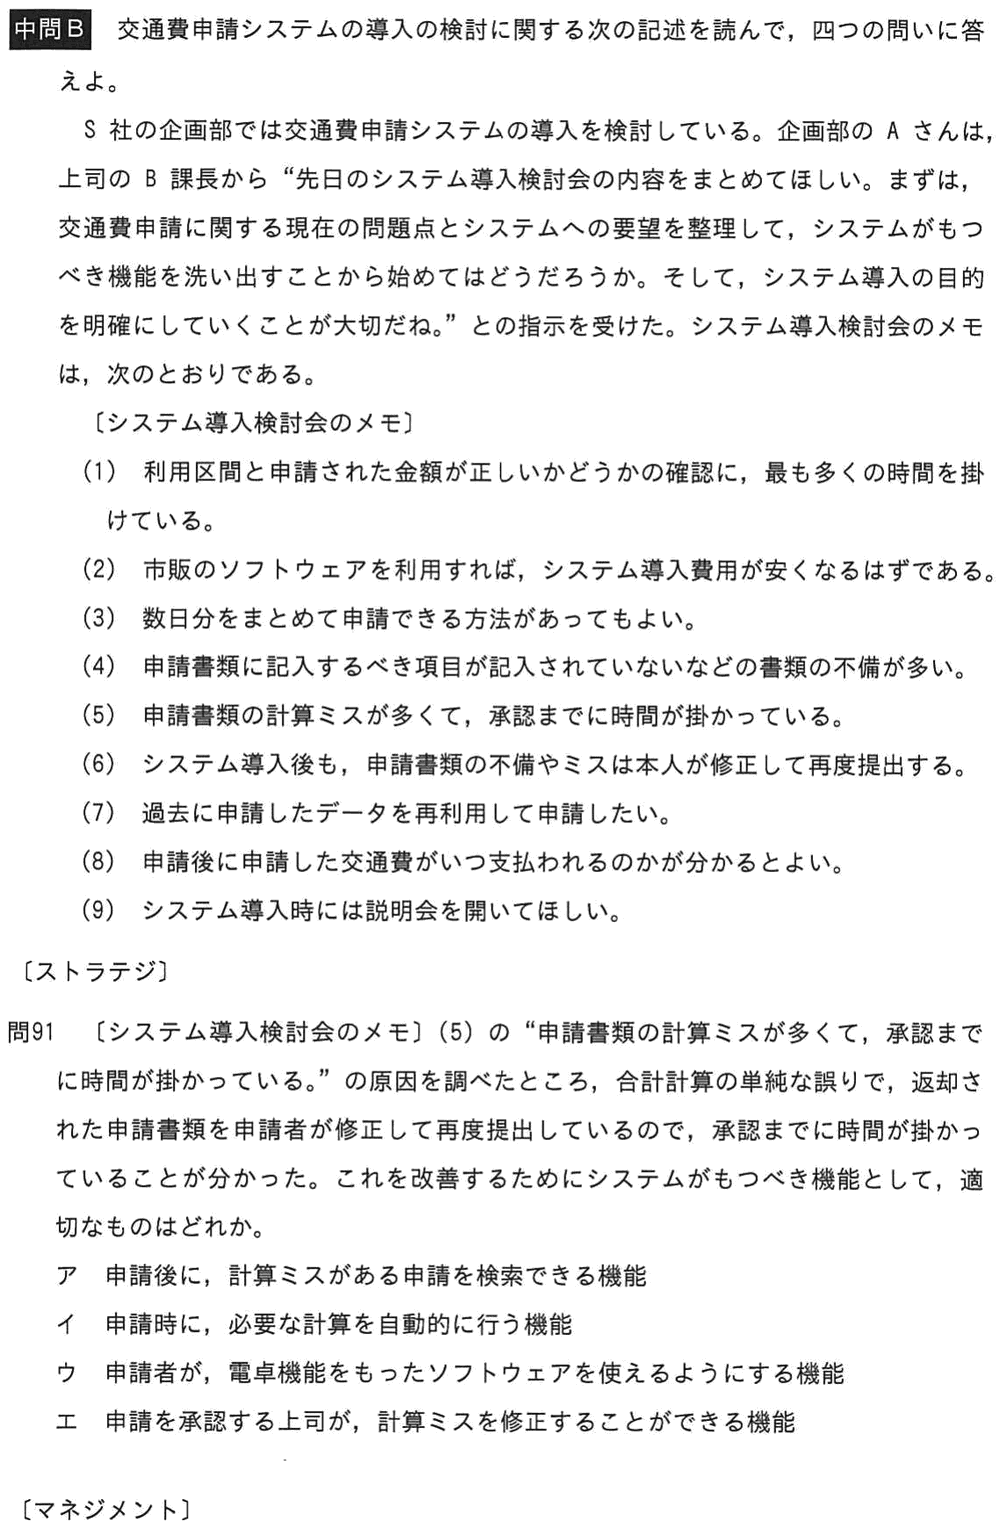 中問B 交通費申請システムの導入の検討に関する次の記述を読んで，四つの問いに答
えよ。
S 社の企画部では交通費申請システムの導入を検討している。企画部の A さんは，
上司の B 課長から“先日のシステム導入検討会の内容をまとめてほしい。まずは，
交通費申請に関する現在の問題点とシステムへの要望を整理して，システムがもつ
べき機能を洗い出すことから始めてはどうだろうか。そして，システム導入の目的
を明確にしていくことが大切だね。”との指示を受けた。システム導入検討会のメモ
は，次のとおりである。
〔システム導入検討会のメモ〕
(1) 利用区間と申請された金額が正しいかどうかの確認に，最も多くの時間を掛
けている。
(2) 市販のソフトウェアを利用すれば，システム導入費用が安くなるはずである。
(3) 数日分をまとめて申請できる方法があってもよい。
(4) 申請書類に記入するべき項目が記入されていないなどの書類の不備が多い。
(5) 申請書類の計算ミスが多くて，承認までに時間が掛かっている。
(6) システム導入後も，申請書類の不備やミスは本人が修正して再度提出する。
(7) 過去に申請したデータを再利用して申請したい。
(8) 申請後に申請した交通費がいつ支払われるのかが分かるとよい。
(9) システム導入時には説明会を開いてほしい。
〔ストラテジ〕
問91 〔システム導入検討会のメモ〕(5) の“申請書類の計算ミスが多くて，承認まで
に時間が掛かっている。”の原因を調べたところ，合計計算の単純な誤りで，返却さ
れた申請書類を申請者が修正して再度提出しているので，承認までに時間が掛かっ
ていることが分かった。これを改善するためにシステムがもつべき機能として，適
切なものはどれか。
ア 申請後に，計算ミスがある申請を検索できる機能
イ 申請時に，必要な計算を自動的に行う機能
ウ 申請者が，電卓機能をもったソフトウェアを使えるようにする機能
エ 申請を承認する上司が，計算ミスを修正することができる機能
〔マネジメント〕